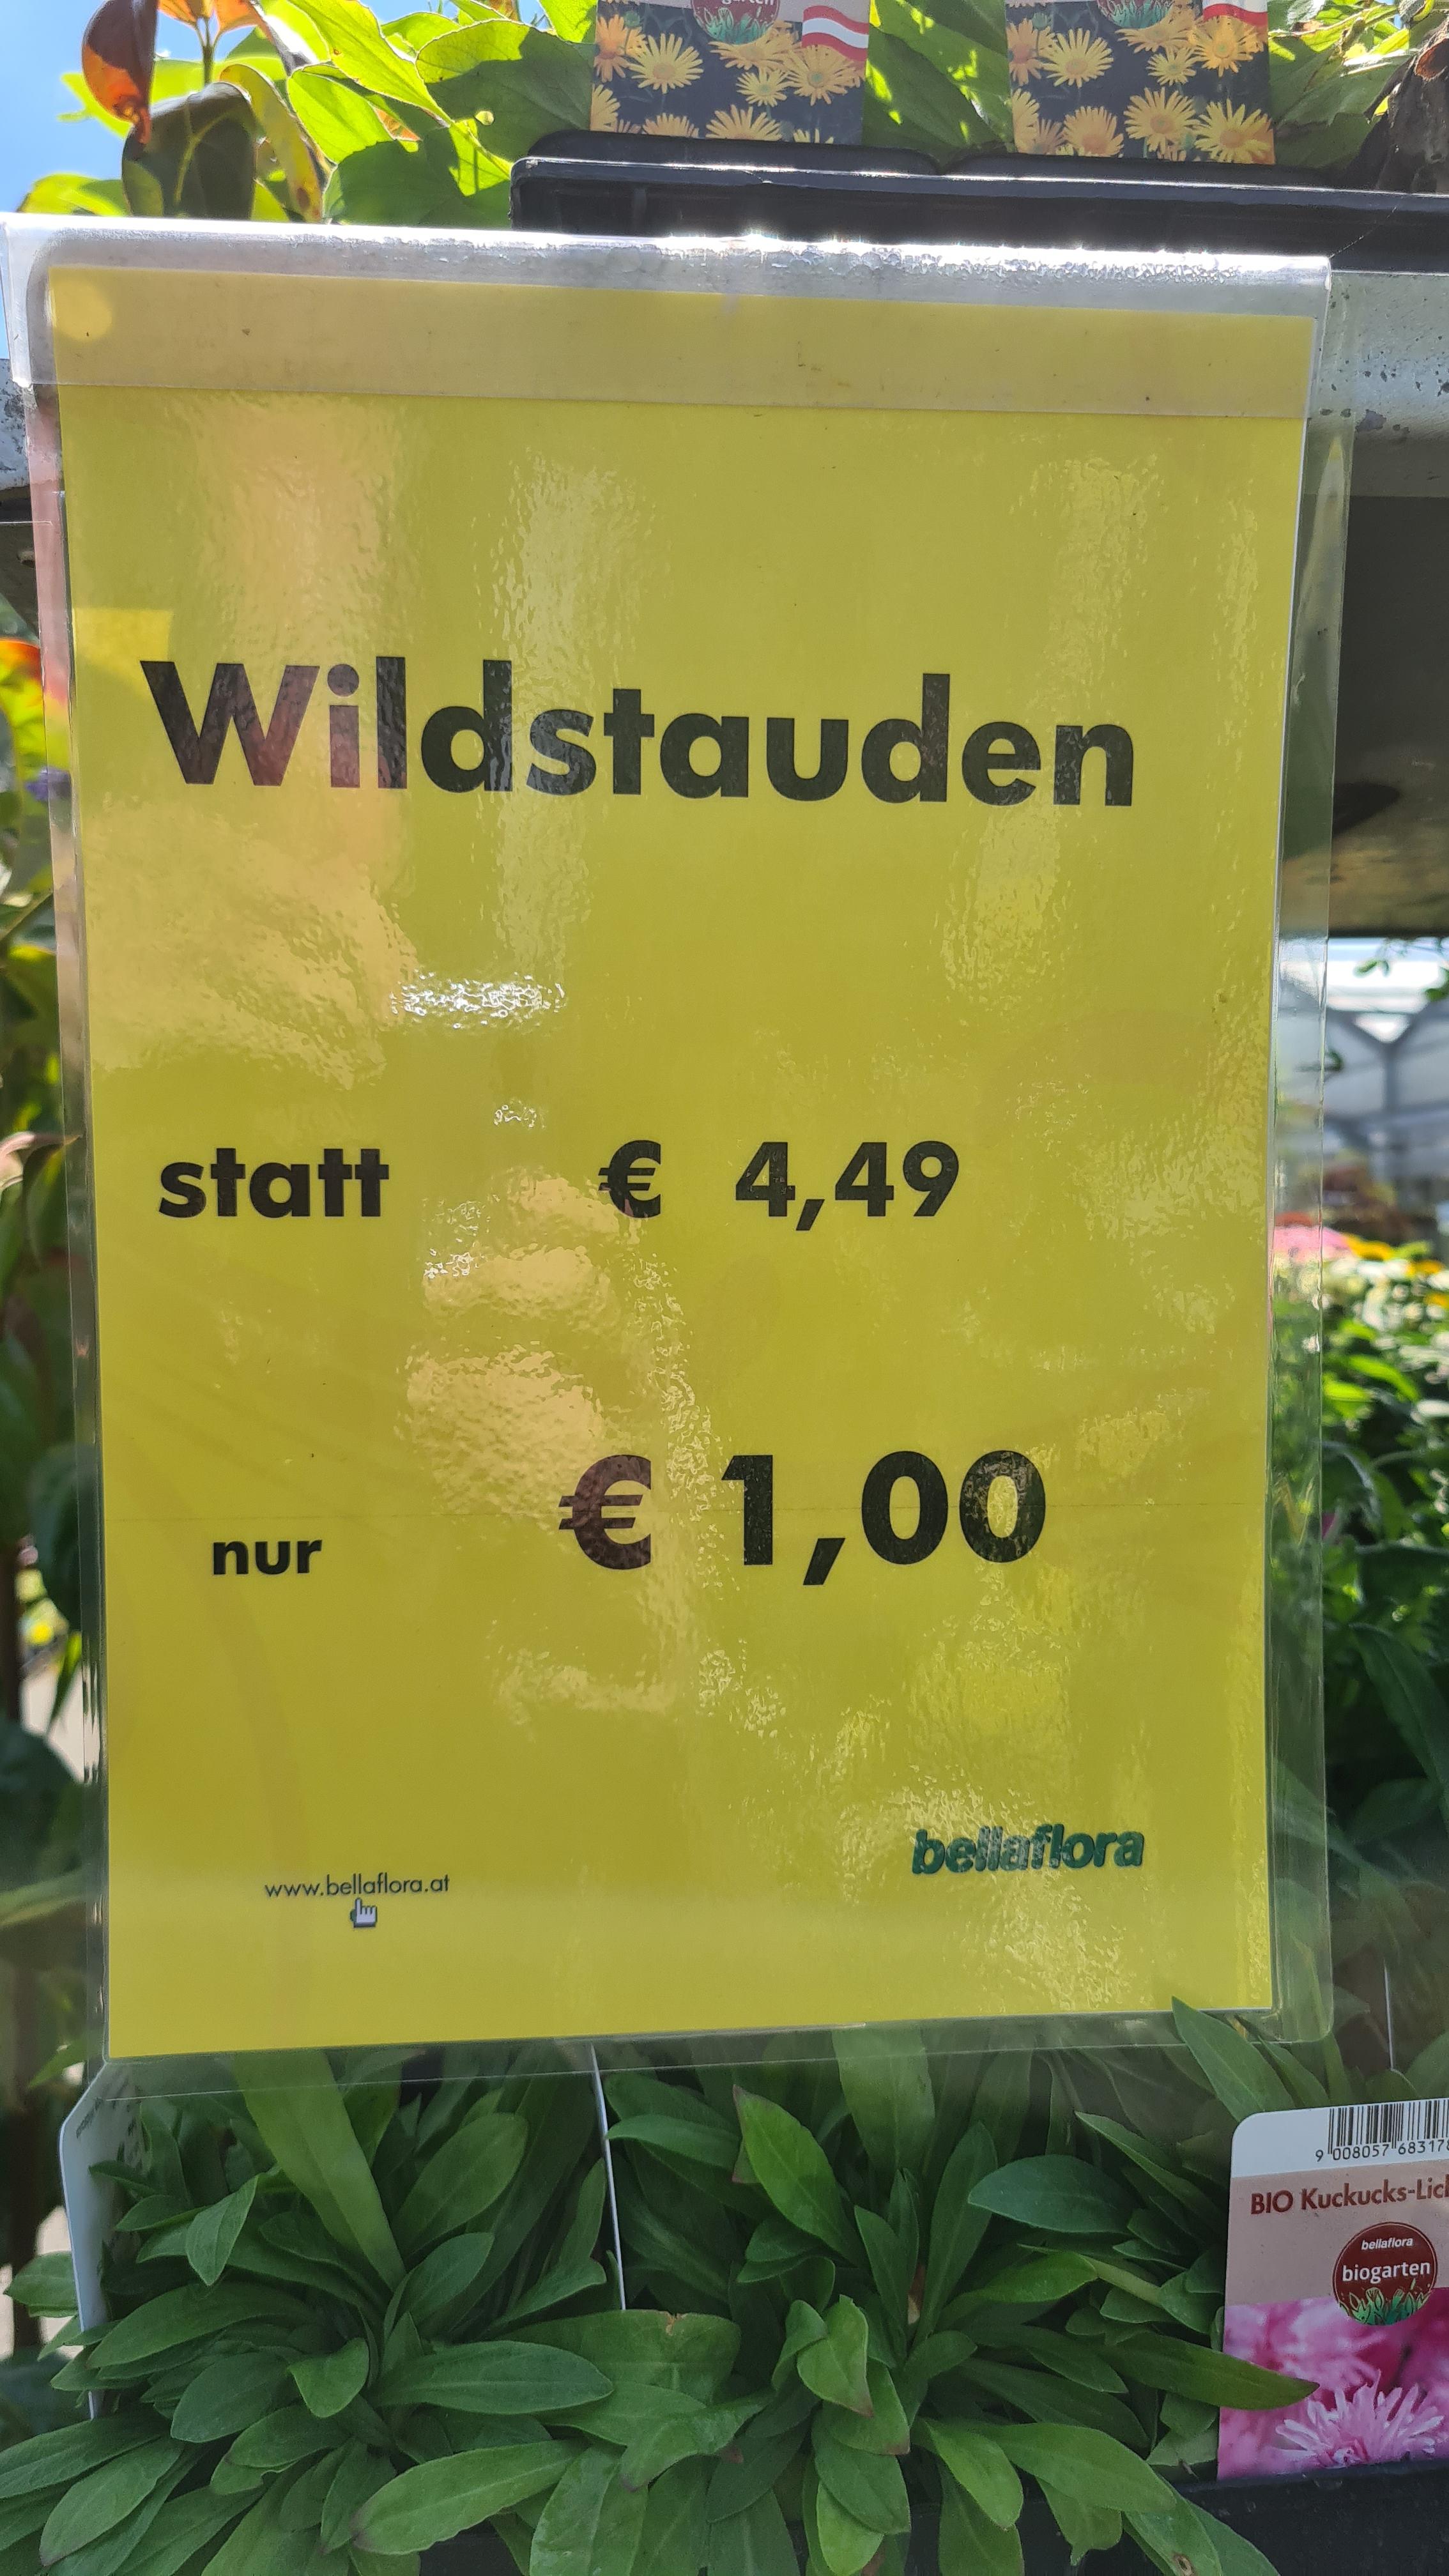 garten
Wildstauden
statt € 4,49
nur € 1,00
bellaflora
www.bellaflora.at
9 008057 68317
BIO Kuckucks-Lic
bellaflora
biogarten